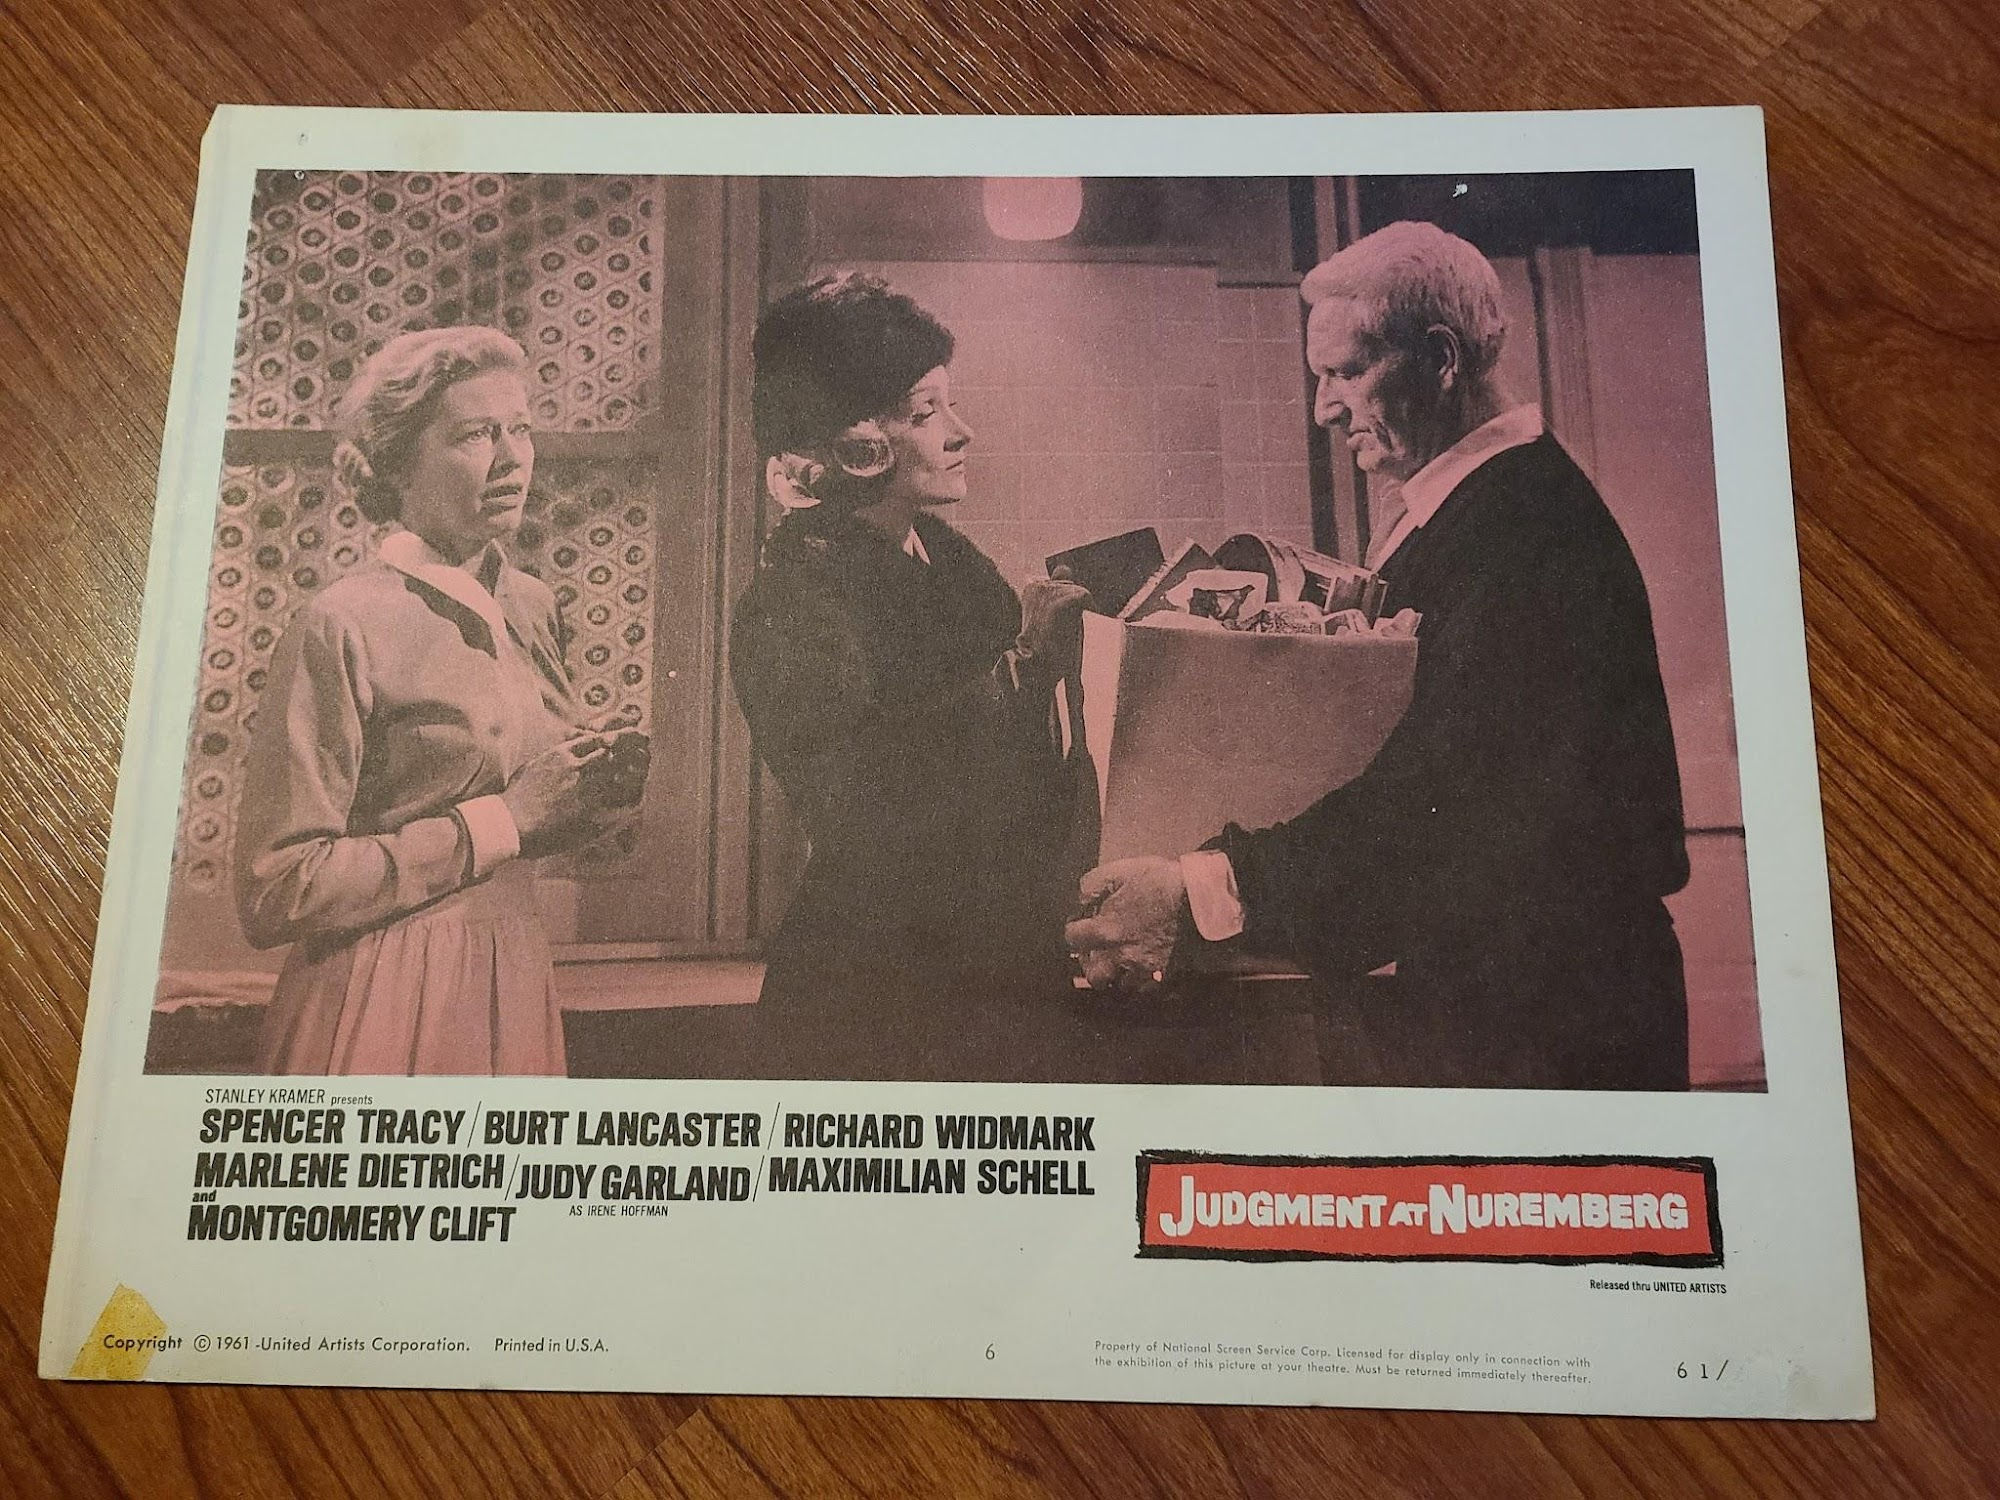 STANLEY KRAMER presents
SPENCER TRACY / BURT LANCASTER / RICHARD WIDMARK
MARLENE DIETRICH / JUDY GARLAND / MAXIMILIAN SCHELL
AS IRENE HOFFMAN
and
MONTGOMERY CLIFT
JUDGMENT AT NUREMBERG
Released thru UNITED ARTISTS
Copyright © 1961 -United Artists Corporation. Printed in U.S.A.
6
Property of National Screen Service Corp. Licensed for display only in connection with
the exhibition of this picture at your theatre. Must be returned immediately thereafter.
61/